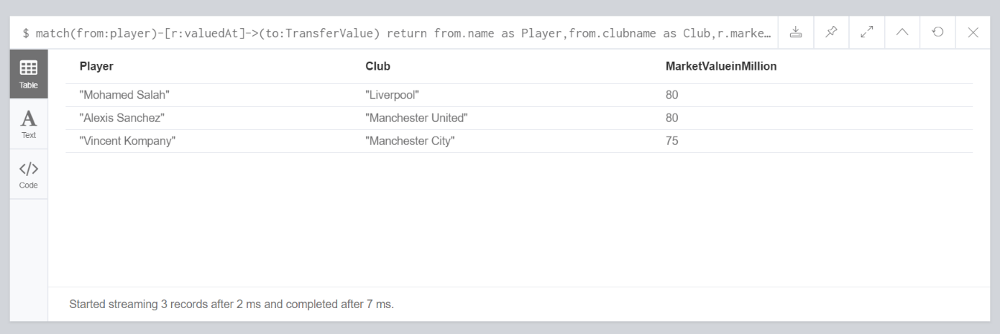 $ match(from:player)-[r:valuedAt]->(to:TransferValue) return from.name as Player,from.clubname as Club,r.marke…
Table
Player Club MarketValueinMillion
"Mohamed Salah" "Liverpool" 80
"Alexis Sanchez" "Manchester United" 80
"Vincent Kompany" "Manchester City" 75
A
Text
</>
Code
Started streaming 3 records after 2 ms and completed after 7 ms.